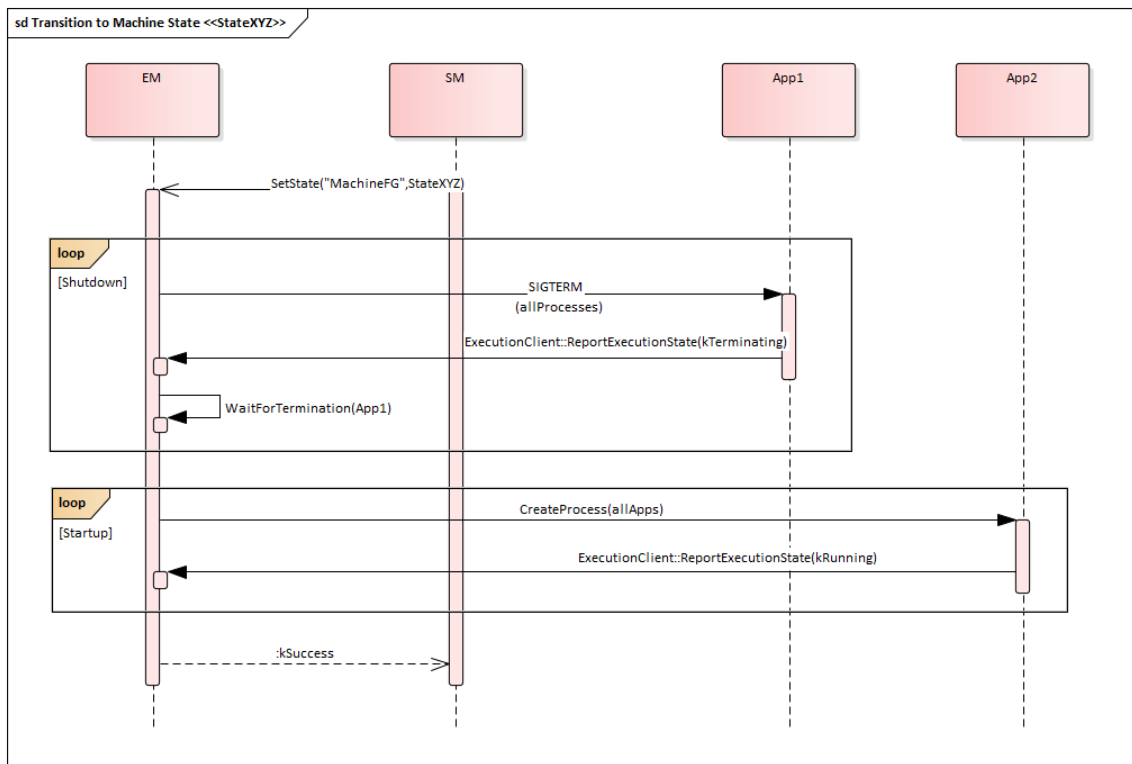 sd Transition to Machine State <<StateXYZ>>
EM
SM
App1
App2
SetState("MachineFG",StateXYZ)
loop
[Shutdown]
SIGTERM
(allProcesses)
ExecutionClient::ReportExecutionState(kTerminating)
WaitForTermination(App1)
loop
CreateProcess(allApps)
[Startup]
ExecutionClient::ReportExecutionState(kRunning)
:kSuccess